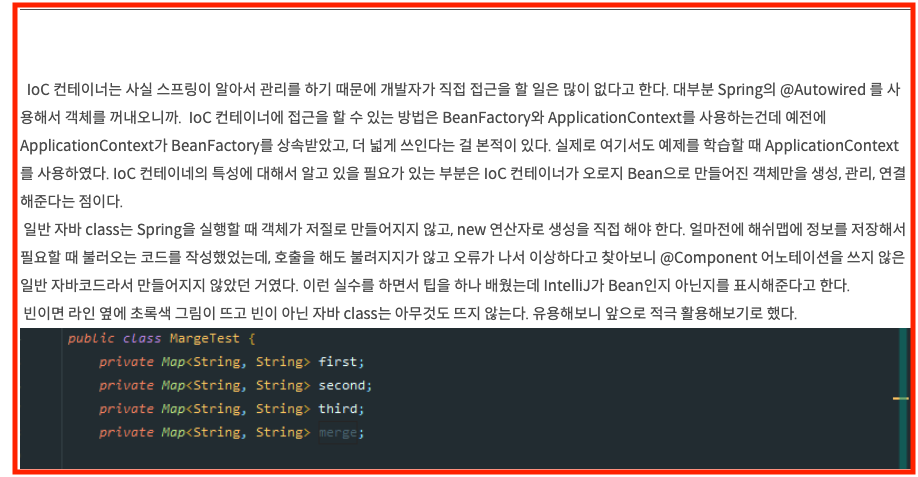 IoC 컨테이너는 사실 스프링이 알아서 관리를 하기 때문에 개발자가 직접 접근을 할 일은 많이 없다고 한다. 대부분 Spring의 @Autowired 를 사
용해서 객체를 꺼내오니까. IoC 컨테이너에 접근을 할 수 있는 방법은 BeanFactory와 ApplicationContext를 사용하는건데 예전에
ApplicationContext가 BeanFactory를 상속받았고, 더 넓게 쓰인다는 걸 본적이 있다. 실제로 여기서도 예제를 학습할 때 ApplicationContext
를 사용하였다. IoC 컨테이네의 특성에 대해서 알고 있을 필요가 있는 부분은 IoC 컨테이너가 오로지 Bean으로 만들어진 객체만을 생성, 관리, 연결
해준다는 점이다.
일반 자바 class는 Spring을 실행할 때 객체가 저절로 만들어지지 않고, new 연산자로 생성을 직접 해야 한다. 얼마전에 해쉬맵에 정보를 저장해서
필요할 때 불러오는 코드를 작성했었는데, 호출을 해도 불려지지가 않고 오류가 나서 이상하다고 찾아보니 @Component 어노테이션을 쓰지 않은
일반 자바코드라서 만들어지지 않았던 거였다. 이런 실수를 하면서 팁을 하나 배웠는데 IntelliJ가 Bean인지 아닌지를 표시해준다고 한다.
빈이면 라인 옆에 초록색 그림이 뜨고 빈이 아닌 자바 class는 아무것도 뜨지 않는다. 유용해보니 앞으로 적극 활용해보기로 했다.
public class MargeTest {
private Map<String, String> first;
private Map<String, String> second;
private Map<String, String> third;
private Map<String, String> merge;